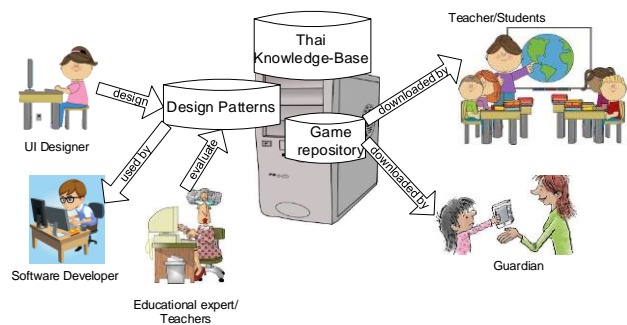 Teacher/Students
Thai
Knowledge-Base
design
Design Patterns
downloaded by
Game
repository
UI Designer
used by
evaluate
downloaded by
Software Developer
Guardian
Educational expert/
Teachers